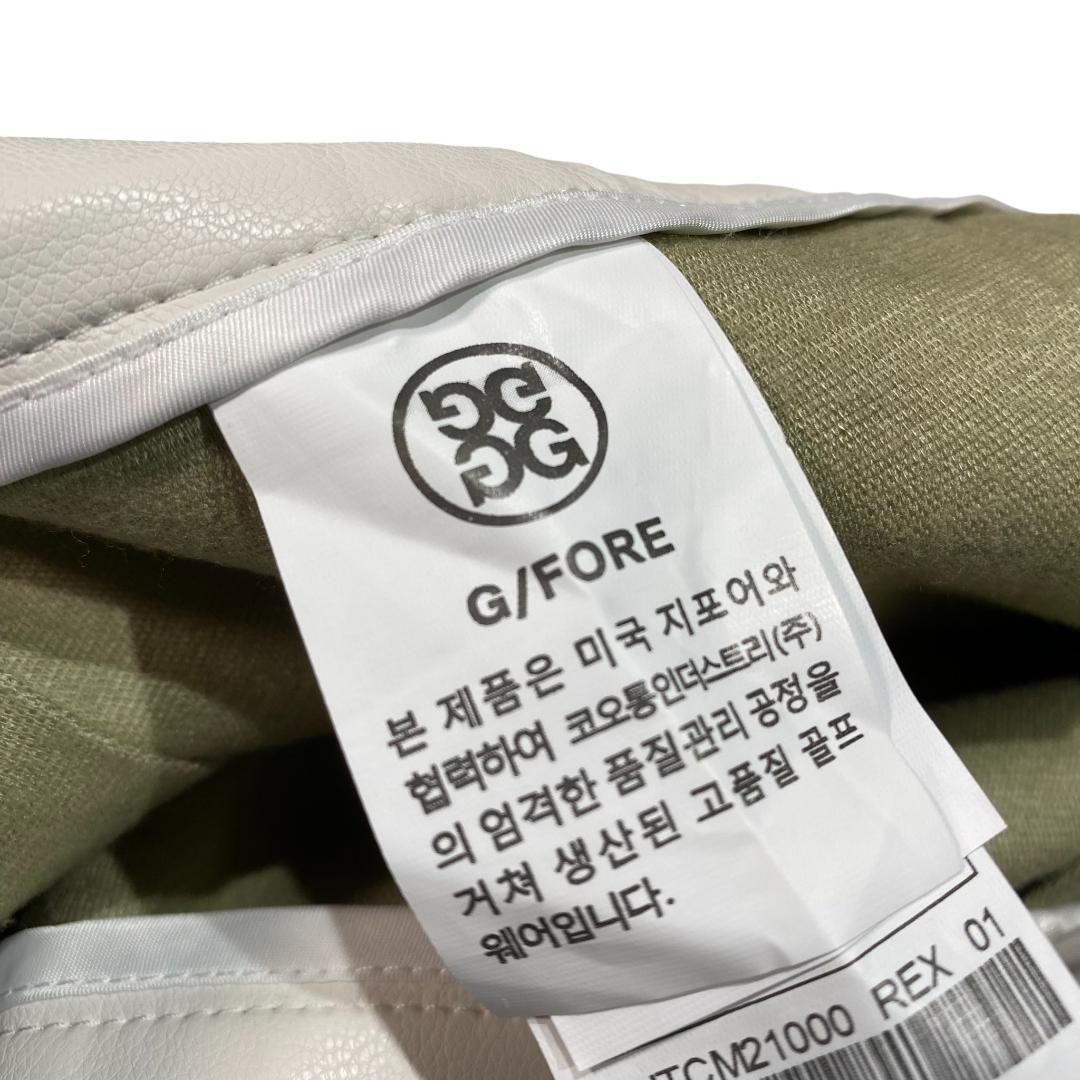 G/FORE
본 제품은 미국 지포어와
협력하여 코오통인더스트리(주)
의 엄격한 품질관리 공정을
거쳐 생산된 고품질 골프
웨어입니다.
ITCM21000 REX 01